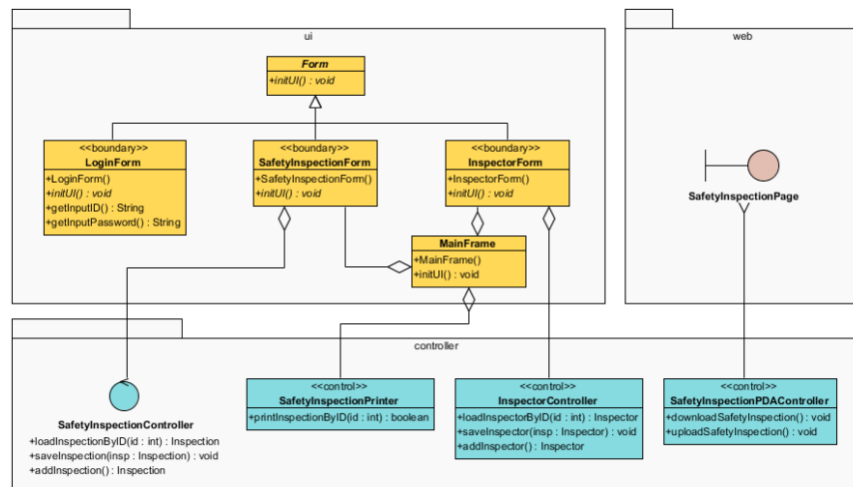 ui
web
Form
+initUI() : void
<<boundary>>
LoginForm
+LoginForm()
+initUI() : void
+getInputID() : String
+getInputPassword() : String
<<boundary>>
SafetyInspectionForm
+SafetyInspectionForm()
+initUI() : void
<<boundary>>
InspectorForm
+InspectorForm()
+initUI() : void
SafetyInspectionPage
MainFrame
+MainFrame()
+initUI() : void
controller
SafetyInspectionController
+loadInspectionByID(id : int) : Inspection
+saveInspection(insp : Inspection) : void
+addInspection() : Inspection
<<control>>
SafetyInspectionPrinter
+printInspectionByID(id : int) : boolean
<<control>>
InspectorController
+loadInspectorByID(id : int) : Inspector
+saveInspector(insp : Inspector) : void
+addInspector() : Inspector
<<control>>
SafetyInspectionPDAController
+downloadSafetyInspection() : void
+uploadSafetyInspection() : void